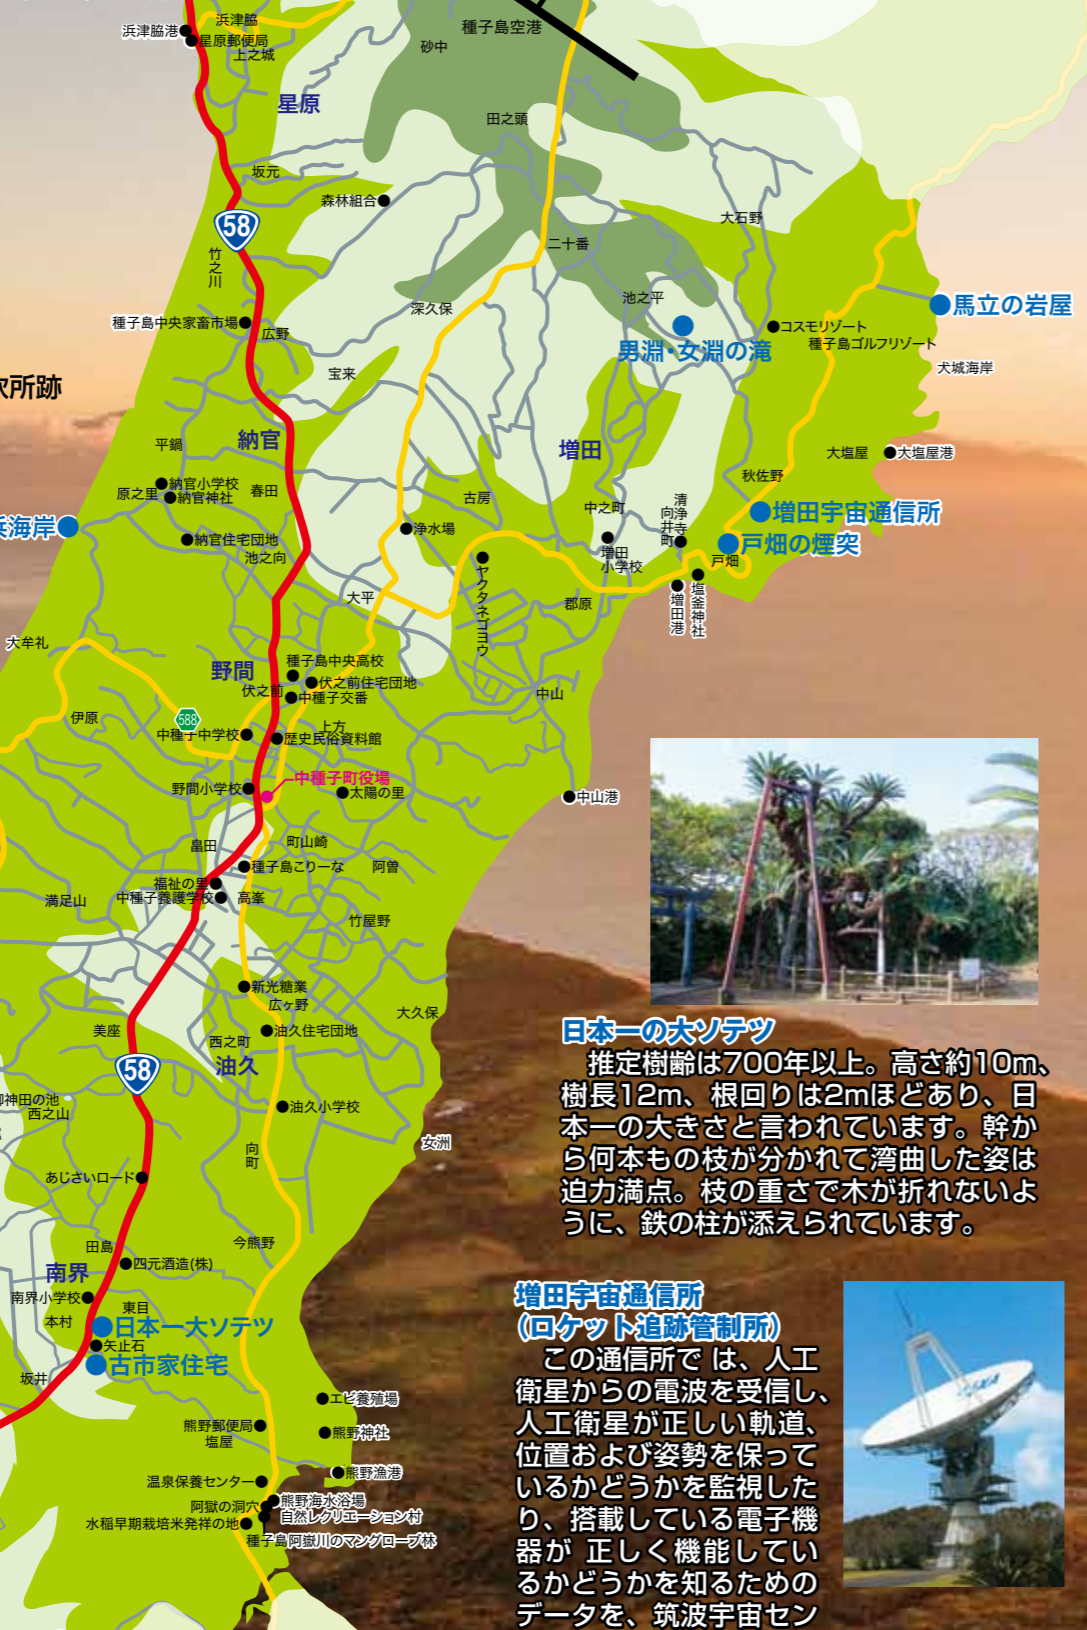 浜津脇
浜津脇港
星原郵便局
上之城
種子島空港
砂中
星原
田之頭
坂元
森林組合
58
大石野
竹之川
二十番
池之平
馬立の岩屋
深久保
種子島中央家畜市場
広野
コスモリゾート
種子島ゴルフリゾート
男淵・女淵の滝
犬城海岸
宝来
所跡
平鍋
納官
増田
大塩屋
大塩屋港
秋佐野
納官小学校
原之里
納官神社
春田
古房
中之町
清浄寺
向井町
増田宇宙通信所
海岸
浄水場
納官住宅団地
池之向
増田
小学校
戸畑の煙突
戸畑
ヤクタネゴヨウ
大平
郡原
増田港
塩釜神社
大牟礼
種子島中央高校
野間
伏之前住宅団地
伏之前
中種子交番
中山
伊原
588
中種子中学校
上方
歴史民俗資料館
中種子町役場
野間小学校
太陽の里
中山港
畠田
町山崎
種子島こりーな
阿曽
福祉の里
中種子養護学校
高峯
満足山
竹屋野
新光糖業
広ヶ野
大久保
美座
西之町
油久住宅団地
油久
58
神田の池
西之山
油久小学校
向町
女洲
あじさいロード
今熊野
田島
四元酒造(株)
南界
南界小学校
東目
本村
日本一大ソテツ
矢止石
古市家住宅
坂井
エビ養殖場
熊野郵便局
塩屋
熊野神社
熊野漁港
温泉保養センター
熊野海水浴場
阿嶽の洞穴
自然レクリエーション村
水稲早期栽培米発祥の地
種子島阿嶽川のマングローブ林
日本一の大ソテツ
推定樹齢は700年以上。高さ約10m、
樹長12m、根回りは2mほどあり、日
本一の大きさと言われています。幹か
ら何本もの枝が分かれて湾曲した姿は
迫力満点。枝の重さで木が折れないよ
うに、鉄の柱が添えられています。
増田宇宙通信所
(ロケット追跡管制所)
この通信所で は、人工
衛星からの電波を受信し、
人工衛星が正しい軌道、
位置および姿勢を保って
いるかどうかを監視した
り、搭載している電子機
器が 正しく機能してい
るかどうかを知るための
データを、筑波宇宙セン